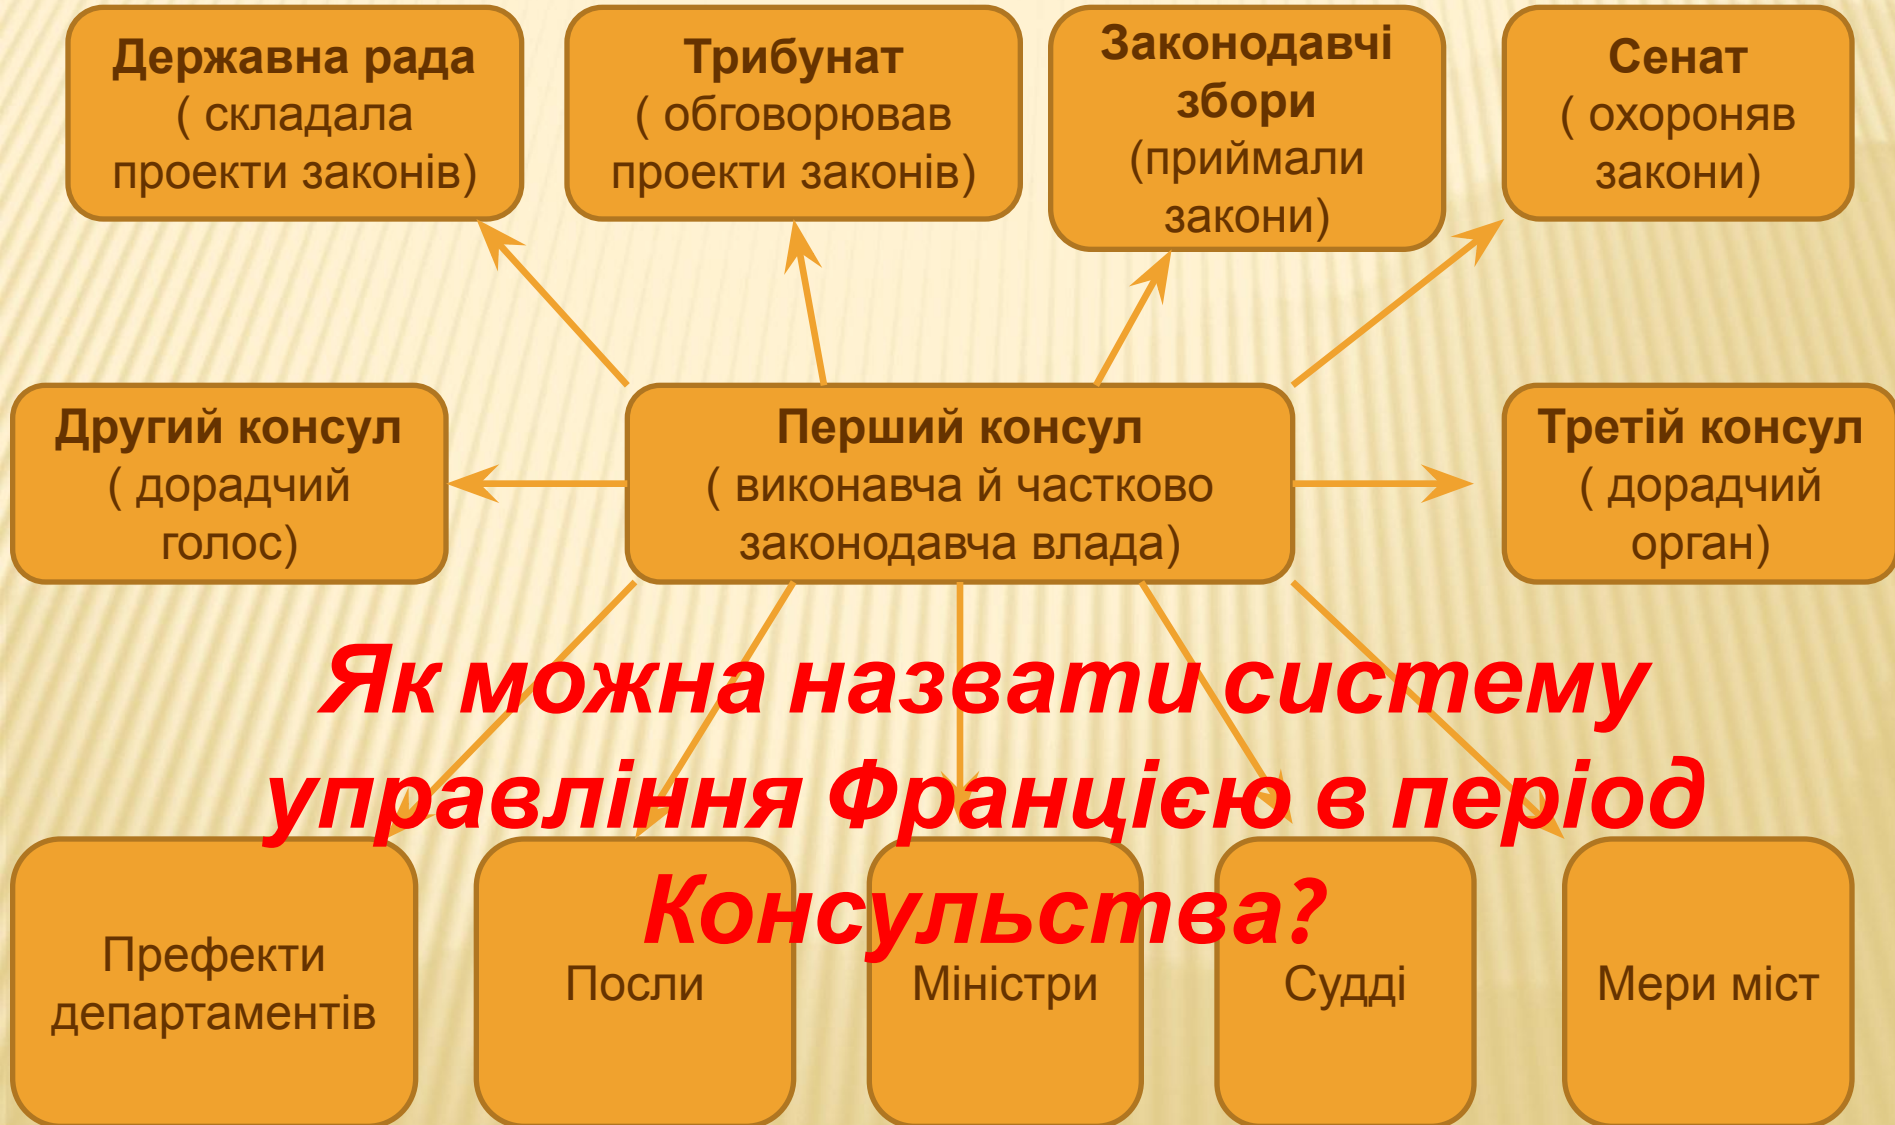 Державна рада
( складала
проекти законів)
Трибунат
( обговорював
проекти законів)
Законодавчі
збори
(приймали
закони)
Сенат
( охороняв
закони)
Другий консул
( дорадчий
голос)
Перший консул
( виконавча й частково
законодавча влада)
Третій консул
( дорадчий
орган)
Як можна назвати систему
управління Францією в період
Консульства?
Префекти
департаментів
Посли
Міністри
Судді
Мери міст